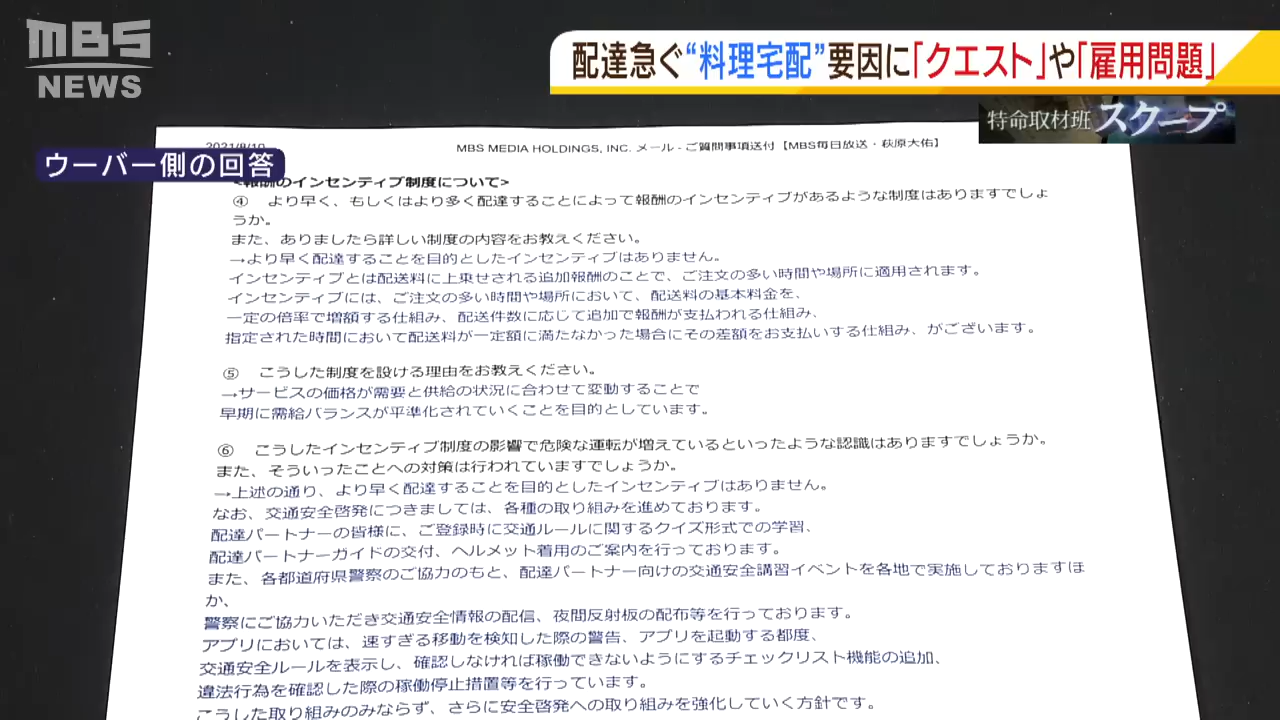 MBS
NEWS
配達急ぐ“料理宅配”要因に「クエスト」や「雇用問題」
特命取材班 スクープ
ウーバー側の回答
2021/8/10
MBS MEDIA HOLDINGS, INC. メール - ご質問事項送付【MBS毎日放送・萩原大佑】
<報酬のインセンティブ制度について>
④ より早く、もしくはより多く配達することによって報酬のインセンティブがあるような制度はありますでしょ
うか。
また、ありましたら詳しい制度の内容をお教えください。
→より早く配達することを目的としたインセンティブはありません。
インセンティブとは配送料に上乗せされる追加報酬のことで、ご注文の多い時間や場所に適用されます。
インセンティブには、ご注文の多い時間や場所において、配送料の基本料金を、
一定の倍率で増額する仕組み、配送件数に応じて追加で報酬が支払われる仕組み、
指定された時間において配送料が一定額に満たなかった場合にその差額をお支払いする仕組み、がございます。
⑤ こうした制度を設ける理由をお教えください。
→サービスの価格が需要と供給の状況に合わせて変動することで
早期に需給バランスが平準化されていくことを目的としています。
⑥ こうしたインセンティブ制度の影響で危険な運転が増えているといったような認識はありますでしょうか。
また、そういったことへの対策は行われていますでしょうか。
→上述の通り、より早く配達することを目的としたインセンティブはありません。
なお、交通安全啓発につきましては、各種の取り組みを進めております。
配達パートナーの皆様に、ご登録時に交通ルールに関するクイズ形式での学習、
配達パートナーガイドの交付、ヘルメット着用のご案内を行っております。
また、各都道府県警察のご協力のもと、配達パートナー向けの交通安全講習イベントを各地で実施しておりますほ
か、
警察にご協力いただき交通安全情報の配信、夜間反射板の配布等を行っております。
アプリにおいては、速すぎる移動を検知した際の警告、アプリを起動する都度、
交通安全ルールを表示し、確認しなければ稼働できないようにするチェックリスト機能の追加、
違法行為を確認した際の稼働停止措置等を行っています。
こうした取り組みのみならず、さらに安全啓発への取り組みを強化していく方針です。